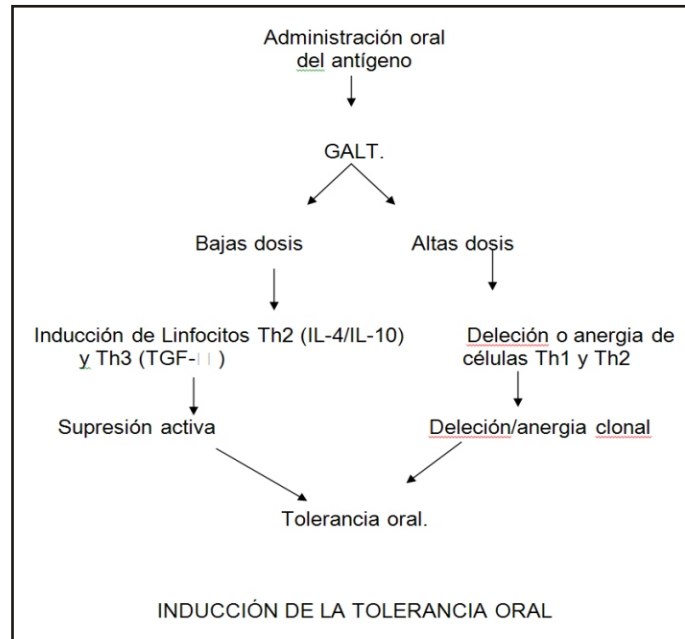 Administración oral
del antígeno
GALT.
Bajas dosis
Altas dosis
Inducción de Linfocitos Th2 (IL-4/IL-10)
y Th3 (TGF- )
Deleción o anergia de
células Th1 y Th2
Supresión activa
Deleción/anergia clonal
Tolerancia oral.
INDUCCIÓN DE LA TOLERANCIA ORAL